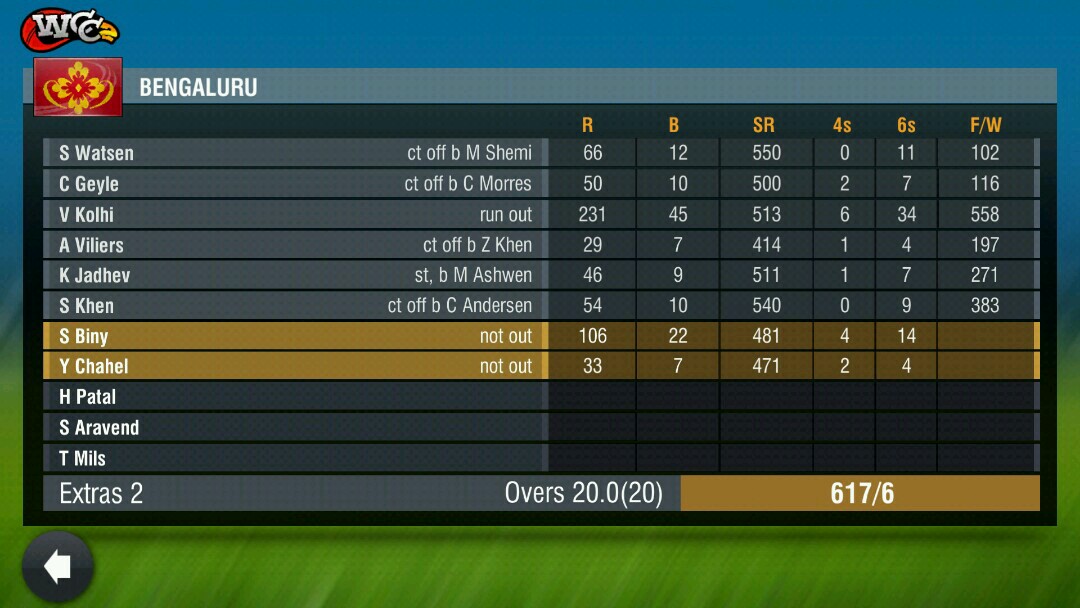 WCC2
BENGALURU
R B SR 4s 6s F/W
S Watsen ct off b M Shemi 66 12 550 0 11 102
C Geyle ct off b C Morres 50 10 500 2 7 116
V Kolhi run out 231 45 513 6 34 558
A Viliers ct off b Z Khen 29 7 414 1 4 197
K Jadhev st, b M Ashwen 46 9 511 1 7 271
S Khen ct off b C Andersen 54 10 540 0 9 383
S Biny not out 106 22 481 4 14
Y Chahel not out 33 7 471 2 4
H Patal
S Aravend
T Mils
Extras 2 Overs 20.0(20) 617/6